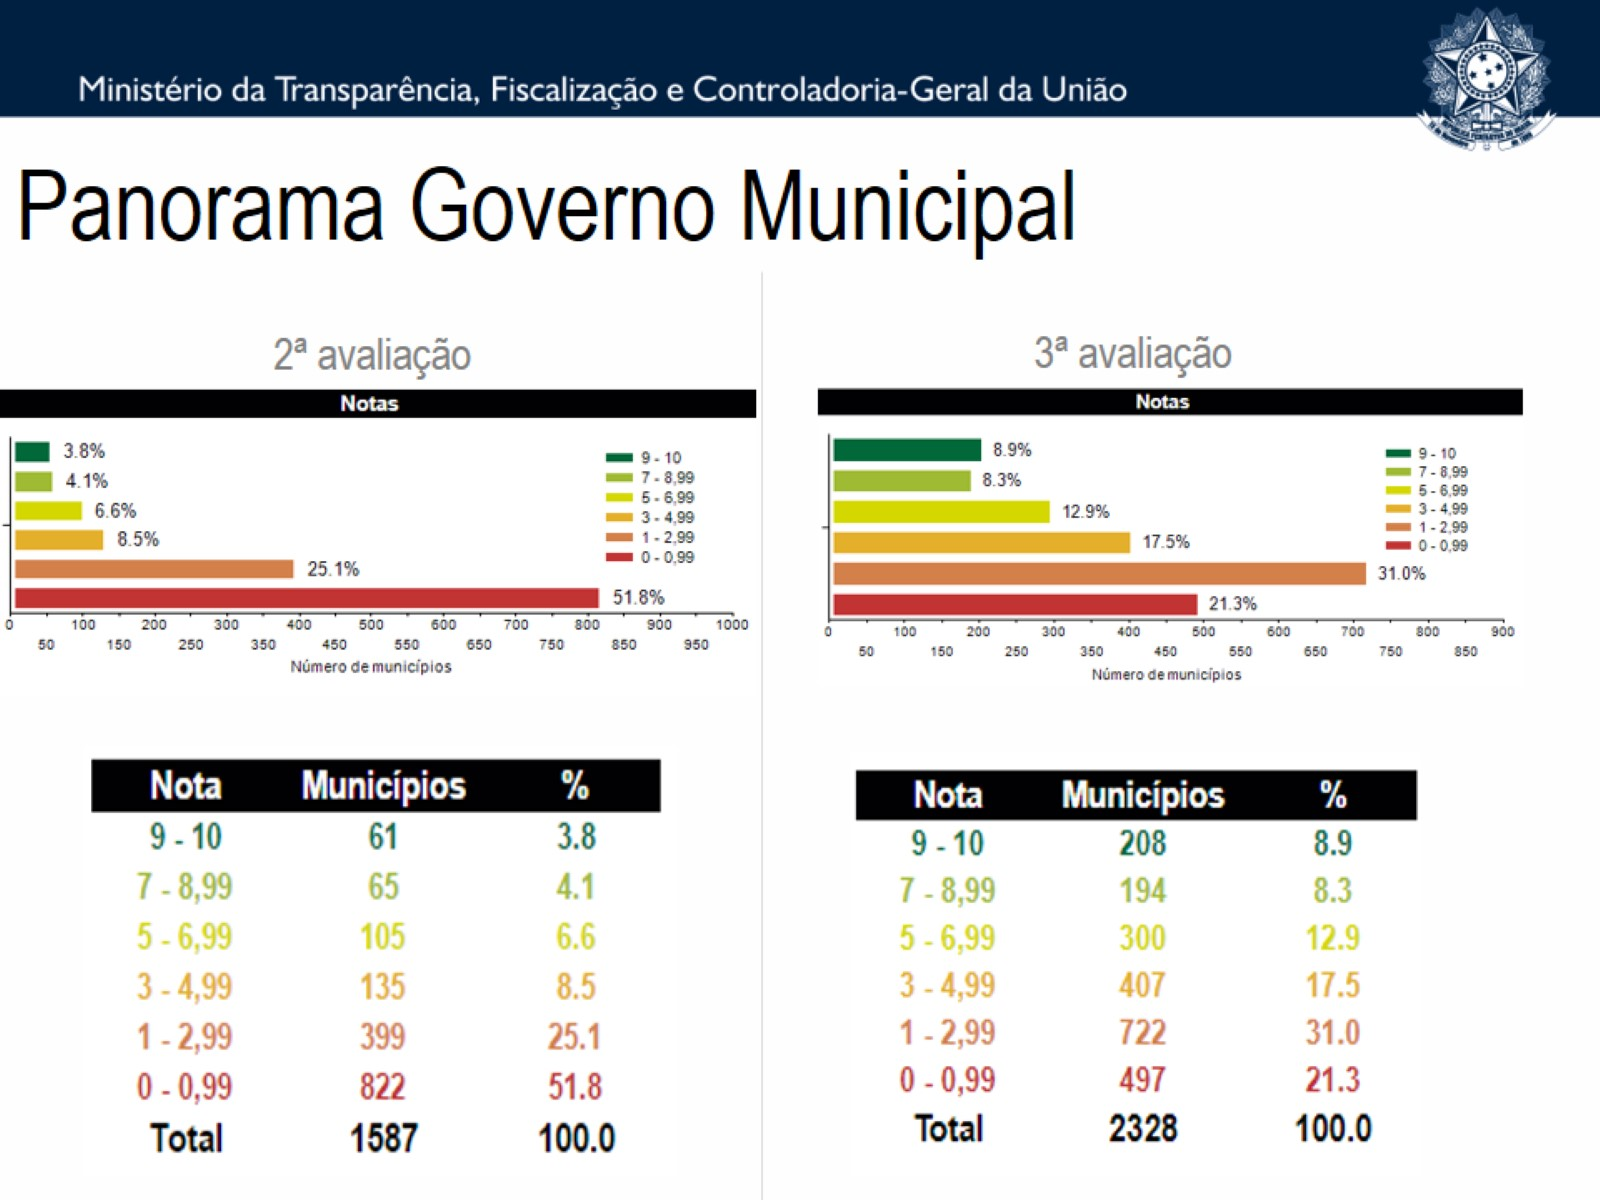 Ministério da Transparência, Fiscalização e Controladoria-Geral da União
Panorama Governo Municipal
2ª avaliação
Notas
3.8%
4.1%
6.6%
8.5%
25.1%
51.8%
9 - 10
7 - 8,99
5 - 6,99
3 - 4,99
1 - 2,99
0 - 0,99
0 100 200 300 400 500 600 700 800 900 1000
50 150 250 350 450 550 650 750 850 950
Número de municípios
Nota Municípios %
9 - 10 61 3.8
7 - 8,99 65 4.1
5 - 6,99 105 6.6
3 - 4,99 135 8.5
1 - 2,99 399 25.1
0 - 0,99 822 51.8
Total 1587 100.0
3ª avaliação
Notas
8.9%
8.3%
12.9%
17.5%
31.0%
21.3%
9 - 10
7 - 8,99
5 - 6,99
3 - 4,99
1 - 2,99
0 - 0,99
0 100 200 300 400 500 600 700 800 900
50 150 250 350 450 550 650 750 850
Número de municípios
Nota Municípios %
9 - 10 208 8.9
7 - 8,99 194 8.3
5 - 6,99 300 12.9
3 - 4,99 407 17.5
1 - 2,99 722 31.0
0 - 0,99 497 21.3
Total 2328 100.0